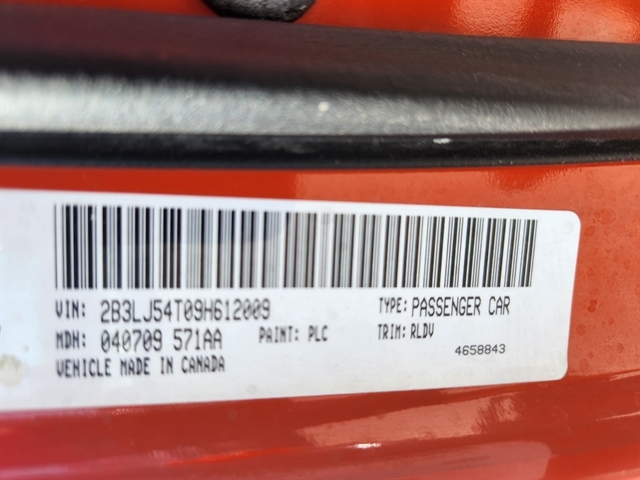 VIN: 2B3LJ54T09H612009 TYPE: PASSENGER CAR
MDH: 040709 571AA PAINT: PLC TRIM: RLDV
VEHICLE MADE IN CANADA 4658843